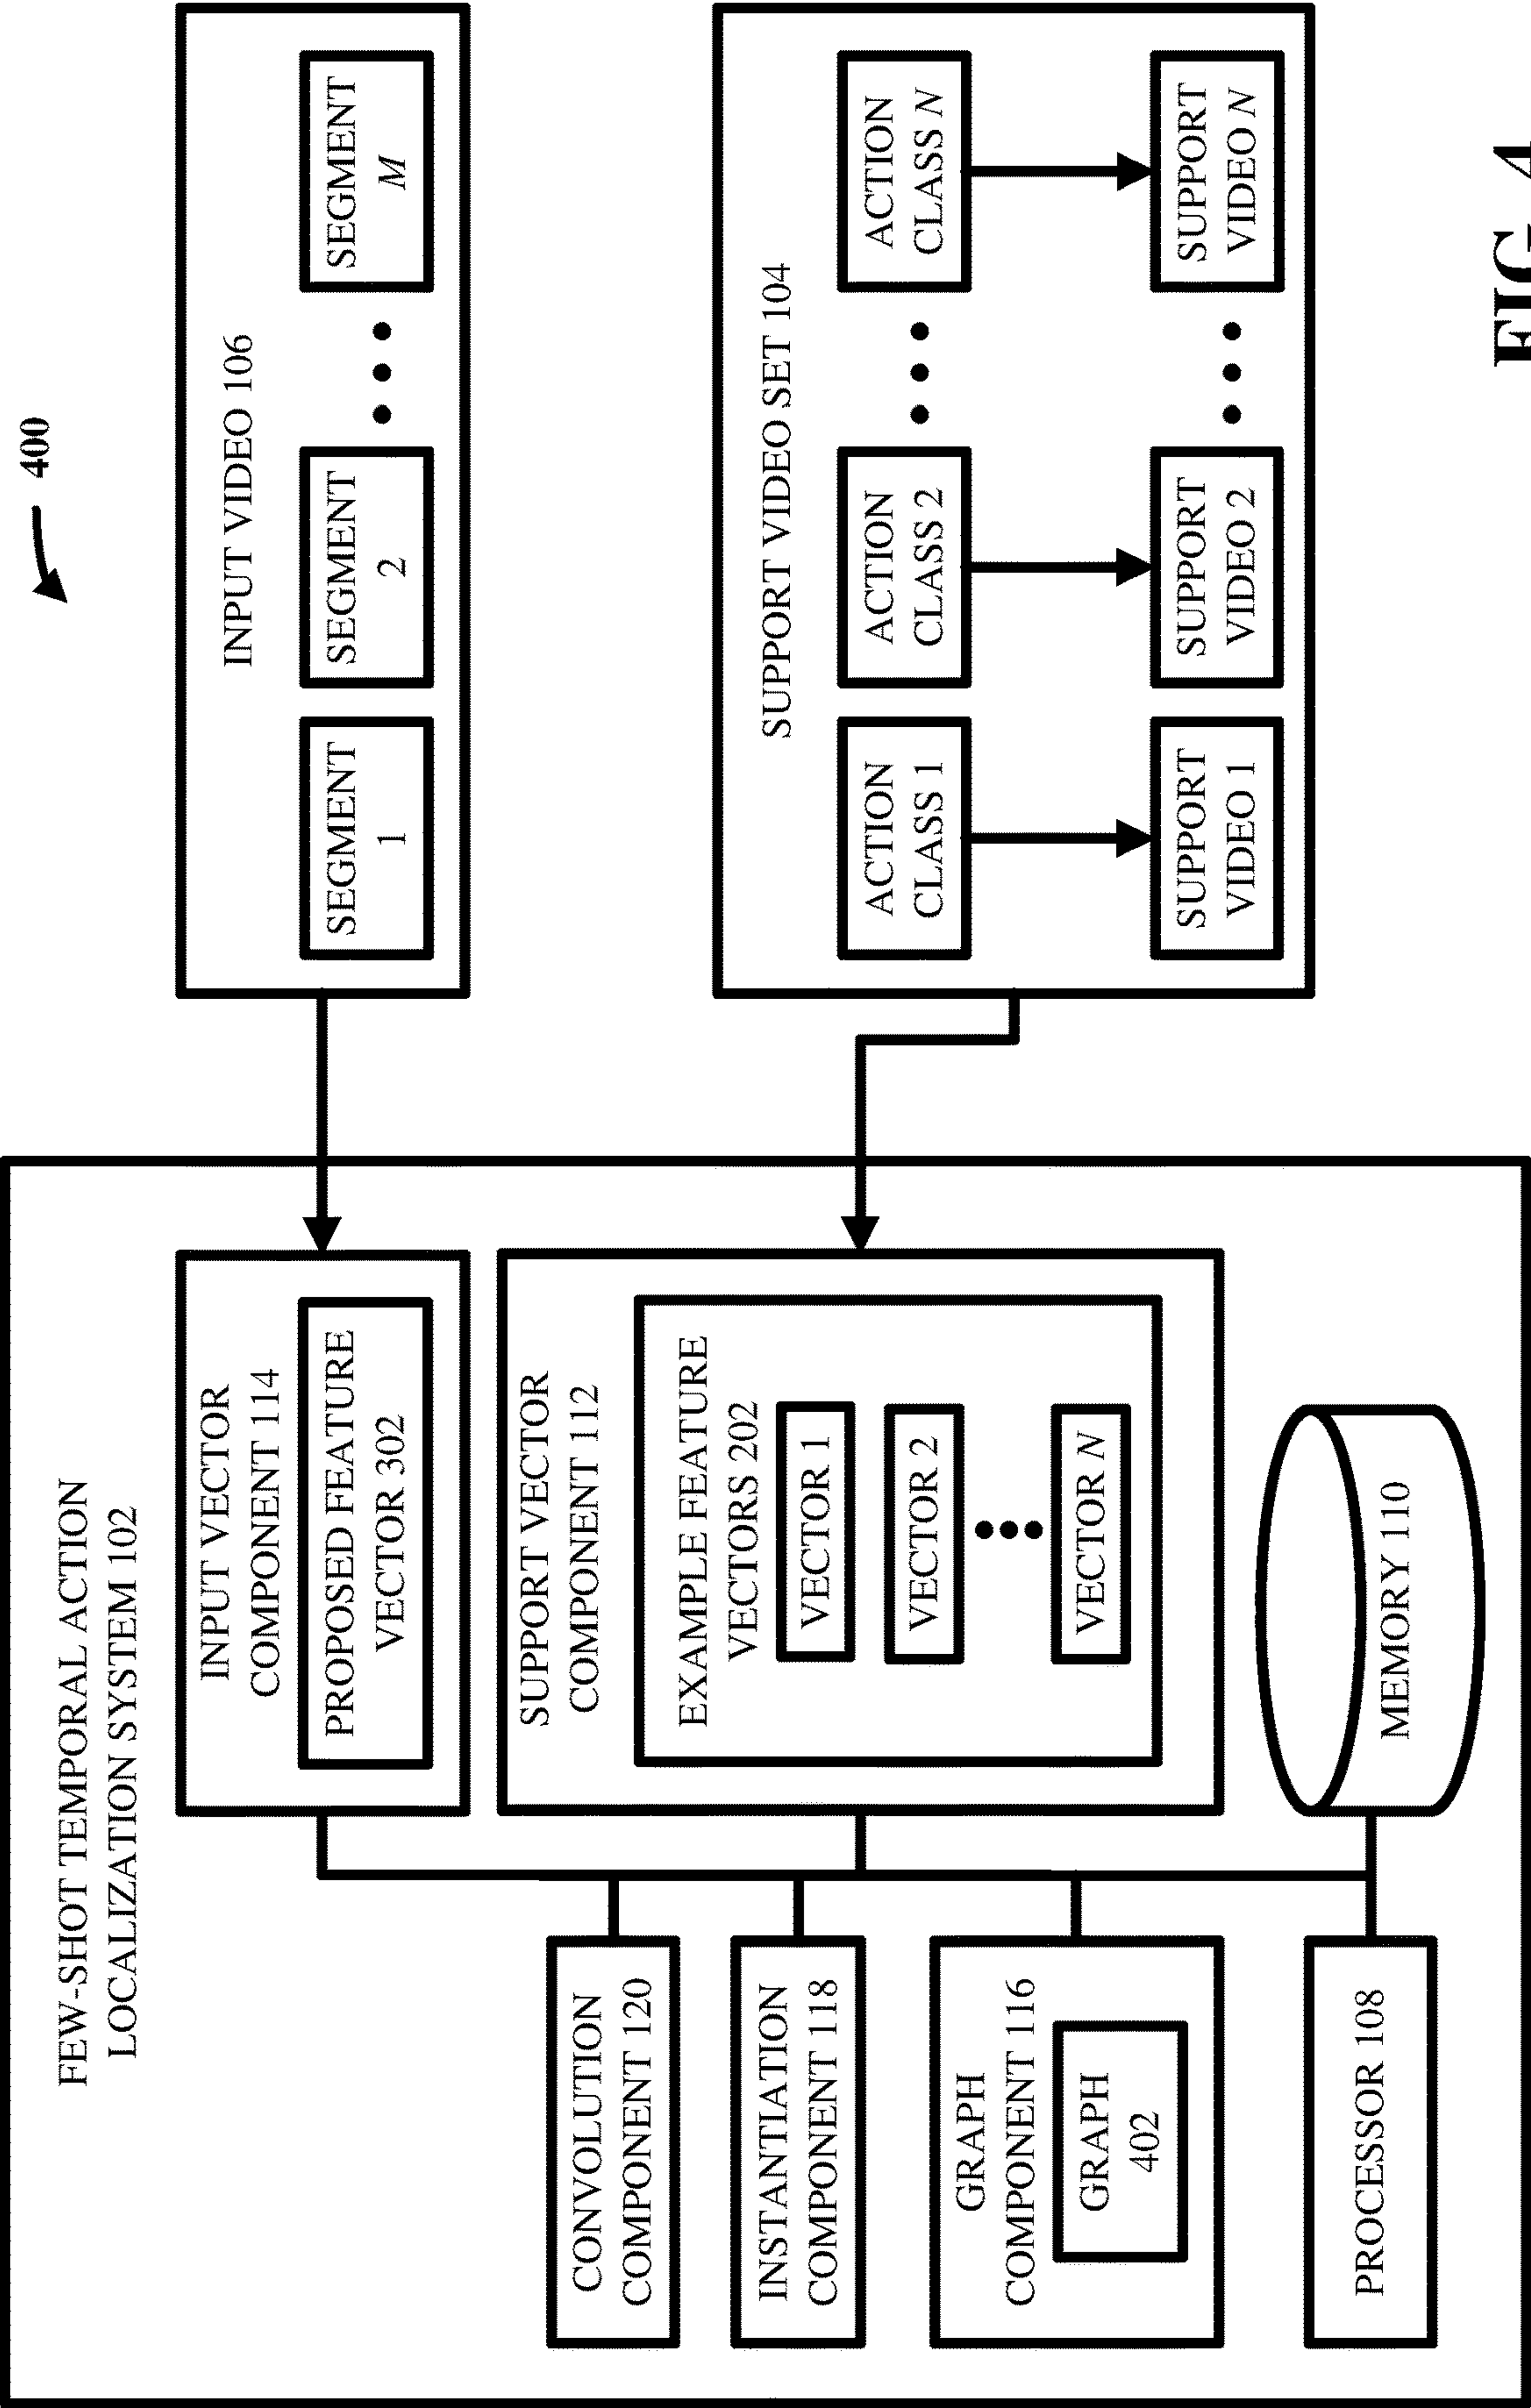 400
FEW-SHOT TEMPORAL ACTION
LOCALIZATION SYSTEM 102
CONVOLUTION
COMPONENT 120
INSTANTIATION
COMPONENT 118
GRAPH
COMPONENT 116
GRAPH
402
PROCESSOR 108
INPUT VECTOR
COMPONENT 114
PROPOSED FEATURE
VECTOR 302
SUPPORT VECTOR
COMPONENT 112
EXAMPLE FEATURE
VECTORS 202
VECTOR 1
VECTOR 2
VECTOR N
MEMORY 110
INPUT VIDEO 106
SEGMENT
1
SEGMENT
2
SEGMENT
M
SUPPORT VIDEO SET 104
ACTION
CLASS 1
ACTION
CLASS 2
ACTION
CLASS N
SUPPORT
VIDEO 1
SUPPORT
VIDEO 2
SUPPORT
VIDEO N
FIG. 4